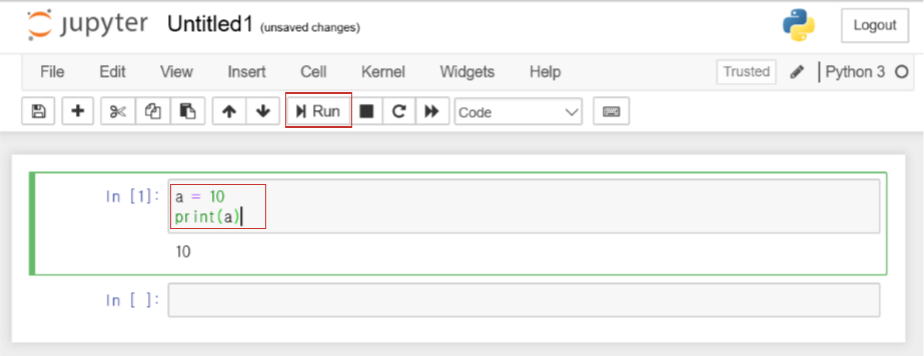 jupyter Untitled1 (unsaved changes) Logout
File Edit View Insert Cell Kernel Widgets Help Trusted Python 3
Run Code
In [1]: a = 10
print(a)
10
In [ ]: